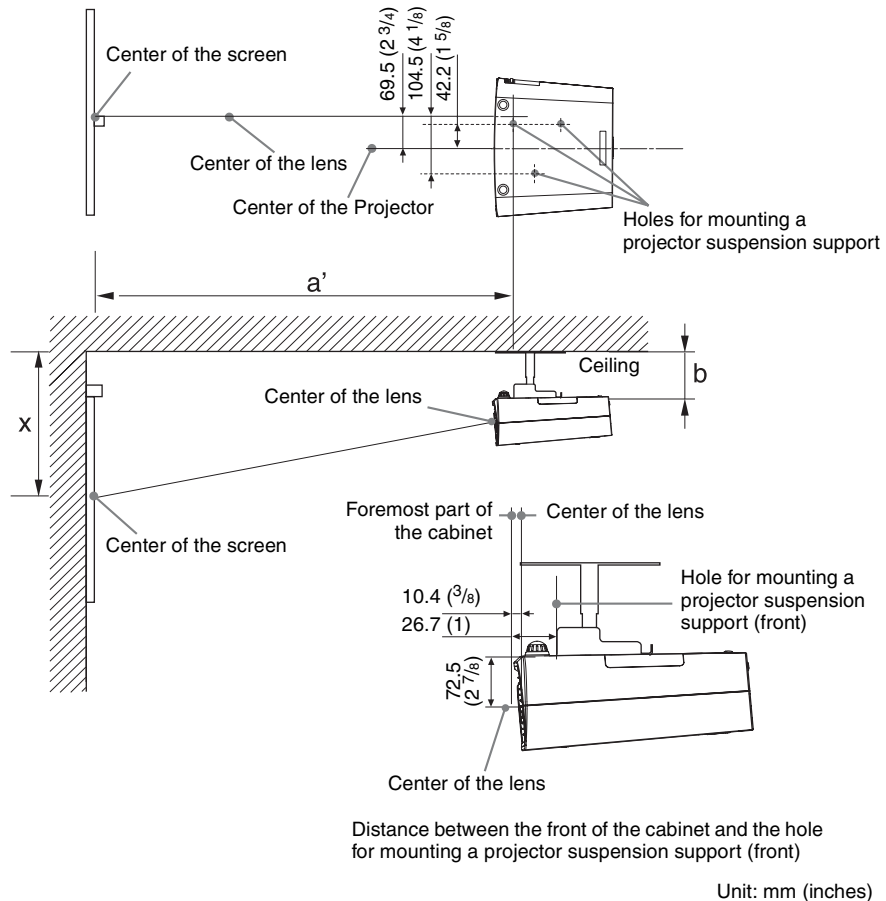 Center of the screen
69.5 (2 3/4)
104.5 (4 1/8)
42.2 (1 5/8)
Center of the lens
Center of the Projector
Holes for mounting a
projector suspension support
a’
Ceiling
b
Center of the lens
x
Center of the screen
Foremost part of
the cabinet
Center of the lens
Hole for mounting a
projector suspension
support (front)
10.4 (3/8)
26.7 (1)
72.5
(2 7/8)
Center of the lens
Distance between the front of the cabinet and the hole
for mounting a projector suspension support (front)
Unit: mm (inches)